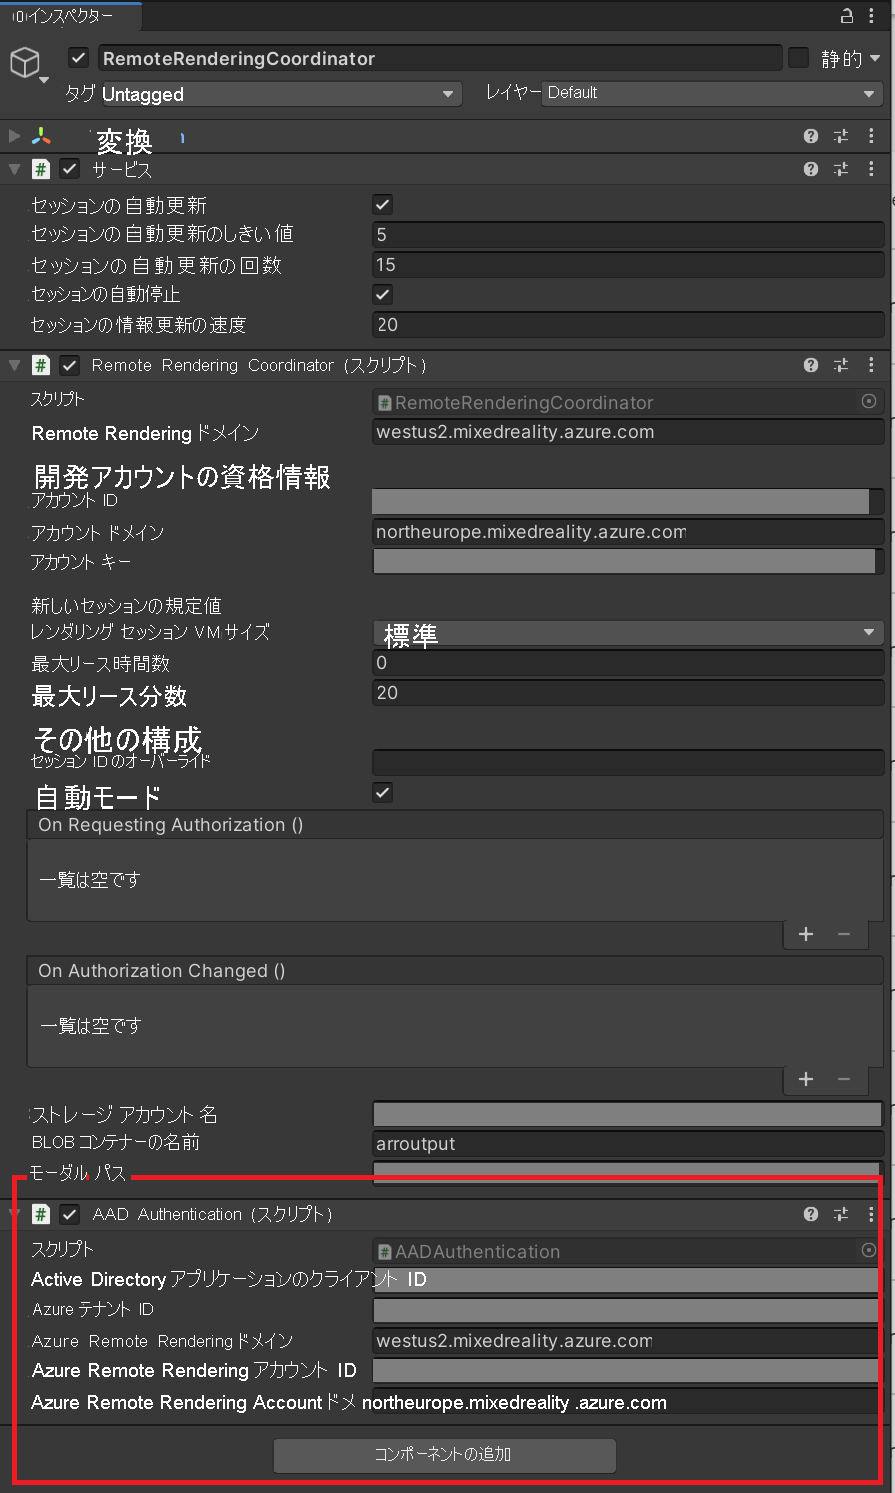 インスペクター
RemoteRenderingCoordinator 静的
タグ Untagged レイヤー Default
変換
サービス
セッションの自動更新
セッションの自動更新のしきい値 5
セッションの自動更新の回数 15
セッションの自動停止
セッションの情報更新の速度 20
Remote Rendering Coordinator (スクリプト)
スクリプト RemoteRenderingCoordinator
Remote Rendering ドメイン westus2.mixedreality.azure.com
開発アカウントの資格情報
アカウント ID
アカウント ドメイン northeurope.mixedreality.azure.com
アカウント キー
新しいセッションの規定値
レンダリング セッション VM サイズ 標準
最大リース時間数 0
最大リース分数 20
その他の構成
セッション ID のオーバーライド
自動モード
On Requesting Authorization ()
一覧は空です
+ −
On Authorization Changed ()
一覧は空です
+ −
ストレージ アカウント 名
BLOB コンテナーの名前 arroutput
モーダル パス
AAD Authentication (スクリプト)
スクリプト AADAuthentication
Active Directory アプリケーションのクライアント ID
Azure テナント ID
Azure Remote Rendering ドメイン westus2.mixedreality.azure.com
Azure Remote Rendering アカウント ID
Azure Remote Rendering Account ドメ northeurope.mixedreality .azure.com
コンポーネントの追加